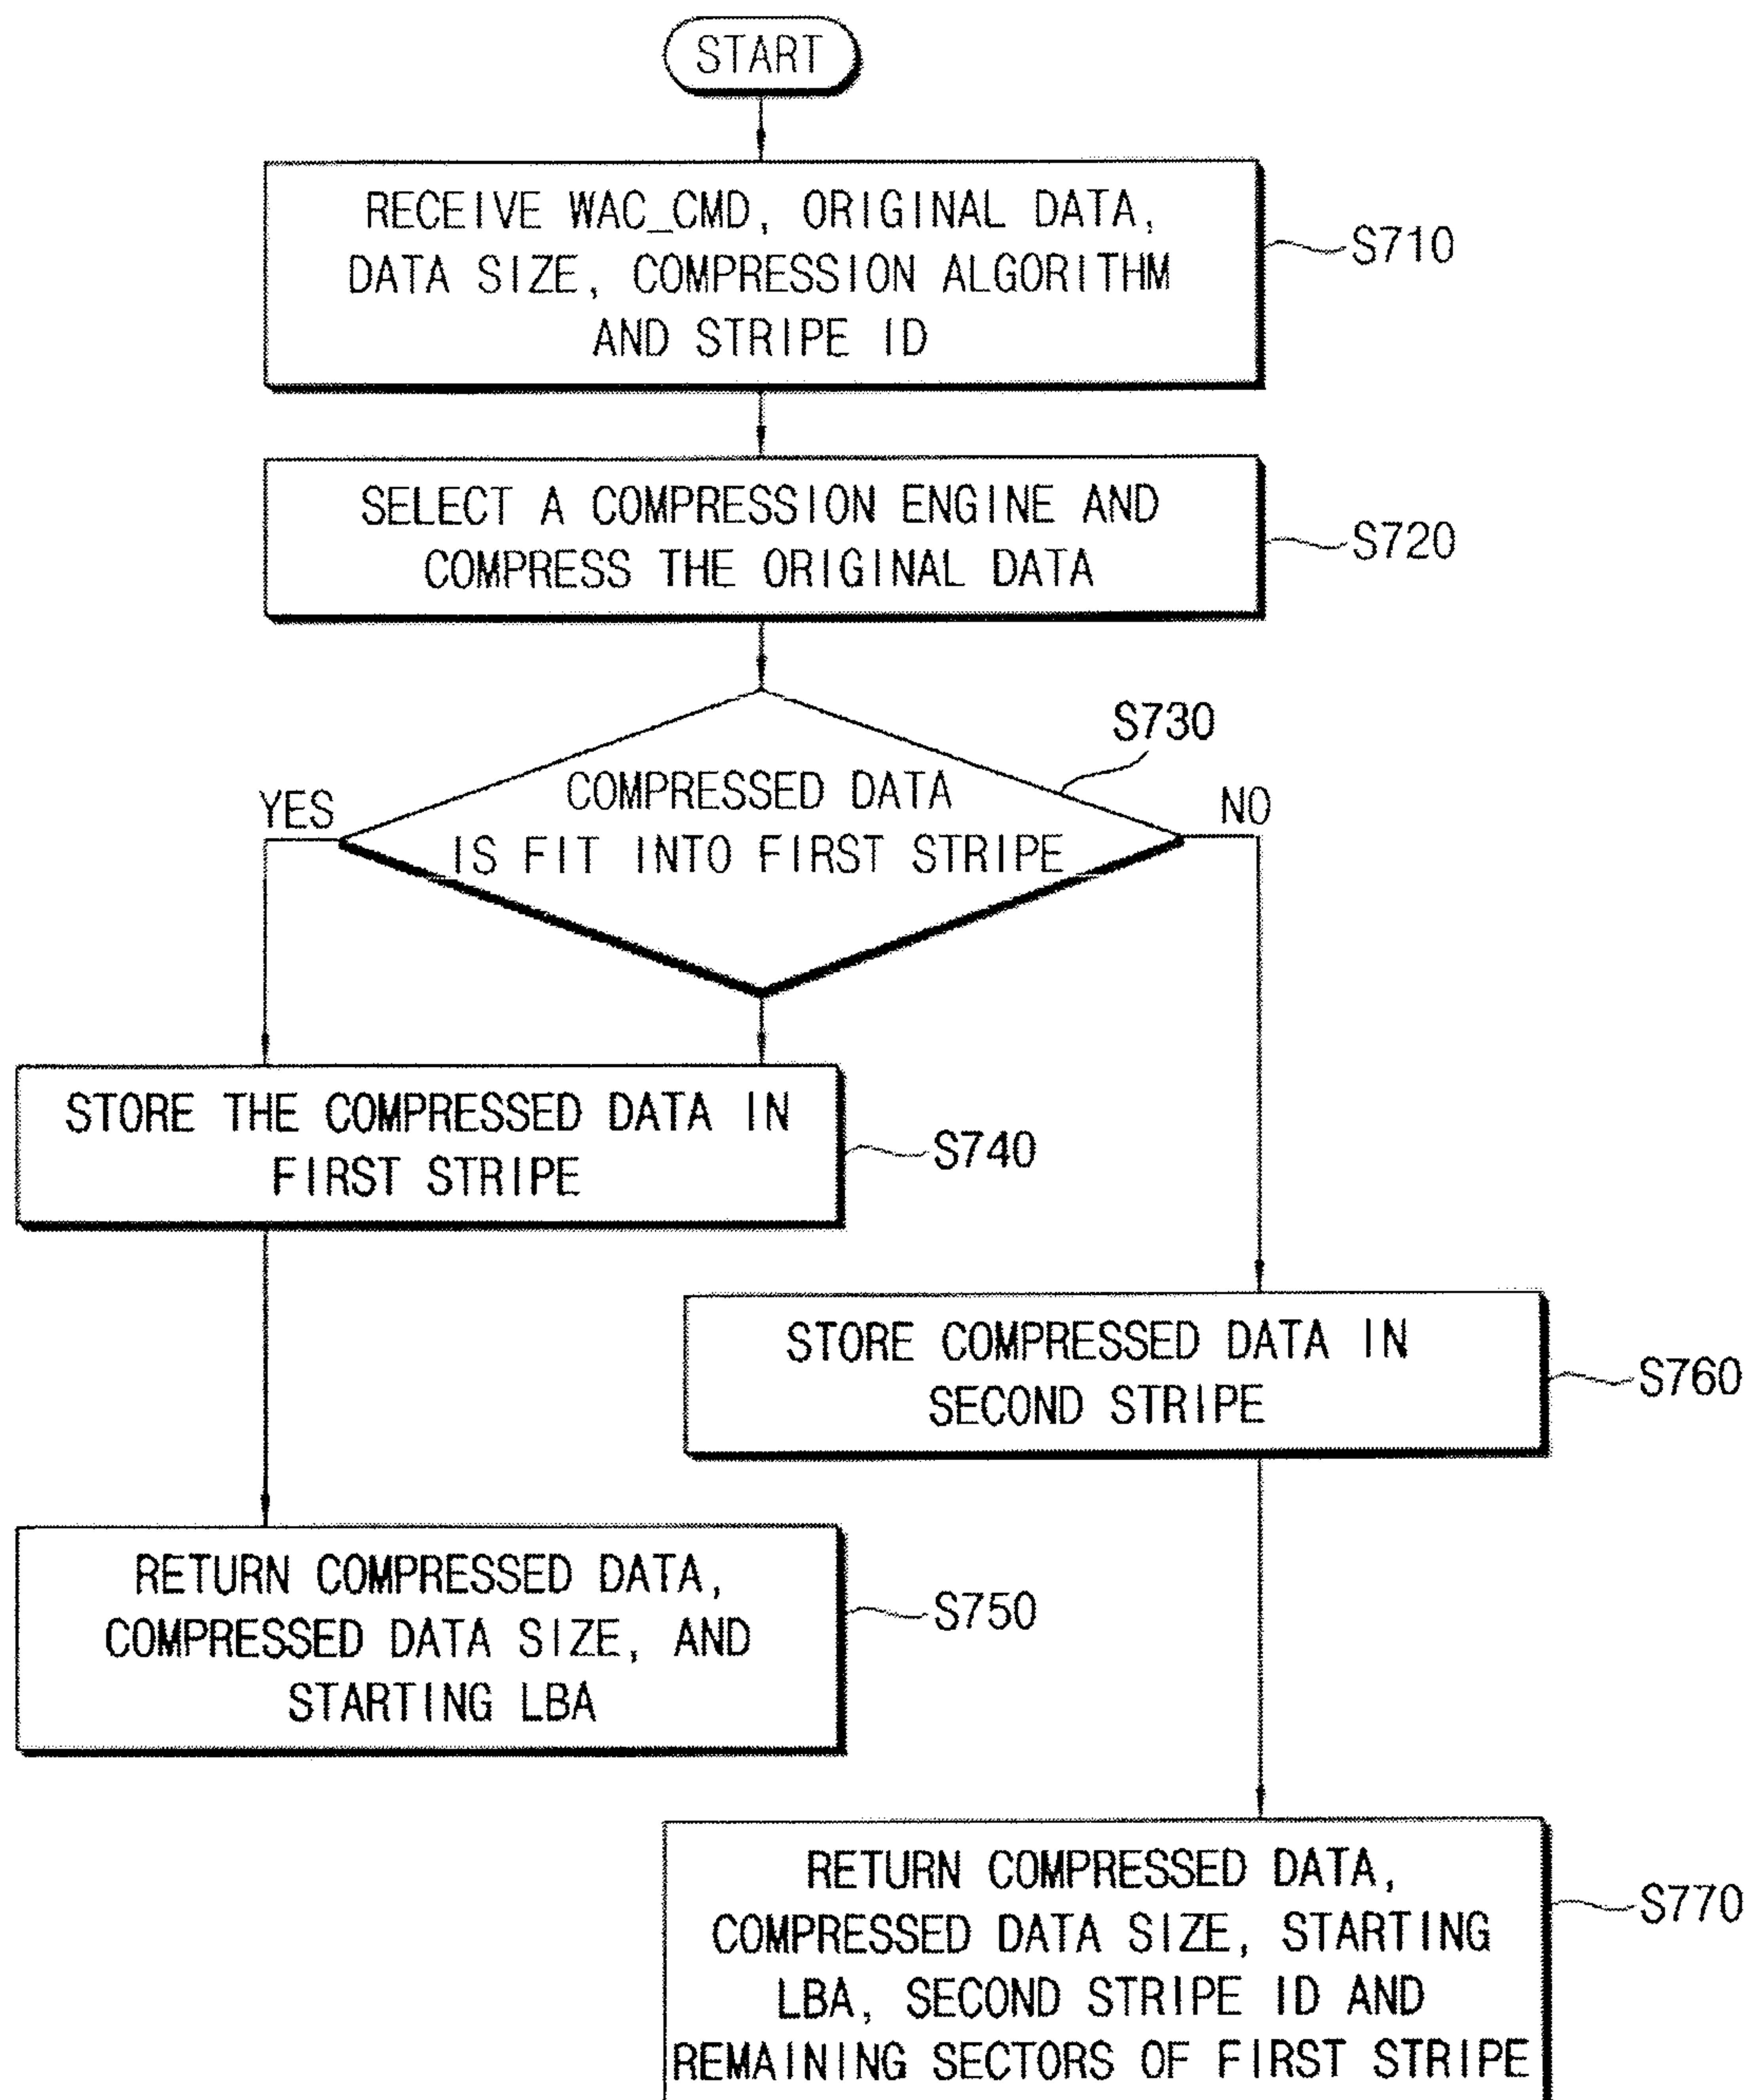 START
RECEIVE WAC_CMD, ORIGINAL DATA,
DATA SIZE, COMPRESSION ALGORITHM
AND STRIPE ID
S710
SELECT A COMPRESSION ENGINE AND
COMPRESS THE ORIGINAL DATA
S720
S730
COMPRESSED DATA
IS FIT INTO FIRST STRIPE
YES
NO
STORE THE COMPRESSED DATA IN
FIRST STRIPE
S740
STORE COMPRESSED DATA IN
SECOND STRIPE
S760
RETURN COMPRESSED DATA,
COMPRESSED DATA SIZE, AND
STARTING LBA
S750
RETURN COMPRESSED DATA,
COMPRESSED DATA SIZE, STARTING
LBA, SECOND STRIPE ID AND
REMAINING SECTORS OF FIRST STRIPE
S770